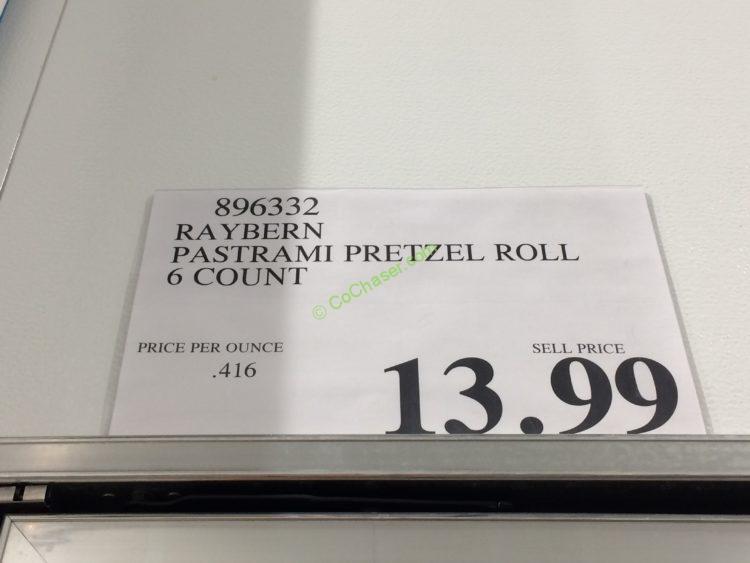 896332
RAYBERN
PASTRAMI PRETZEL ROLL
6 COUNT
© CoChaser.com
PRICE PER OUNCE
.416
SELL PRICE
13.99